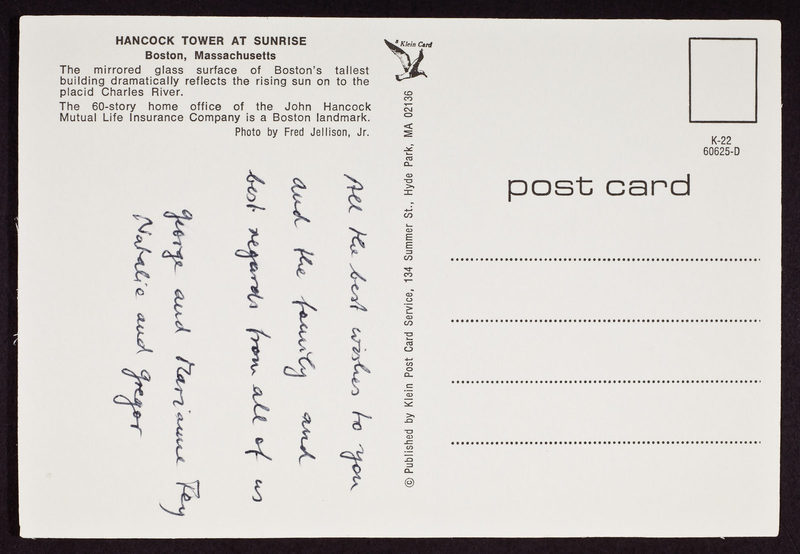 HANCOCK TOWER AT SUNRISE
Boston, Massachusetts
The mirrored glass surface of Boston's tallest
building dramatically reflects the rising sun on to the
placid Charles River.
The 60-story home office of the John Hancock
Mutual Life Insurance Company is a Boston landmark.
Photo by Fred Jellison, Jr.
All the best wishes to you
and the family and
best regards from all of us
George and Marianne Key
Natalie and Gregor
a Klein Card
© Published by Klein Post Card Service, 134 Summer St., Hyde Park, MA 02136
K-22
60625-D
post card